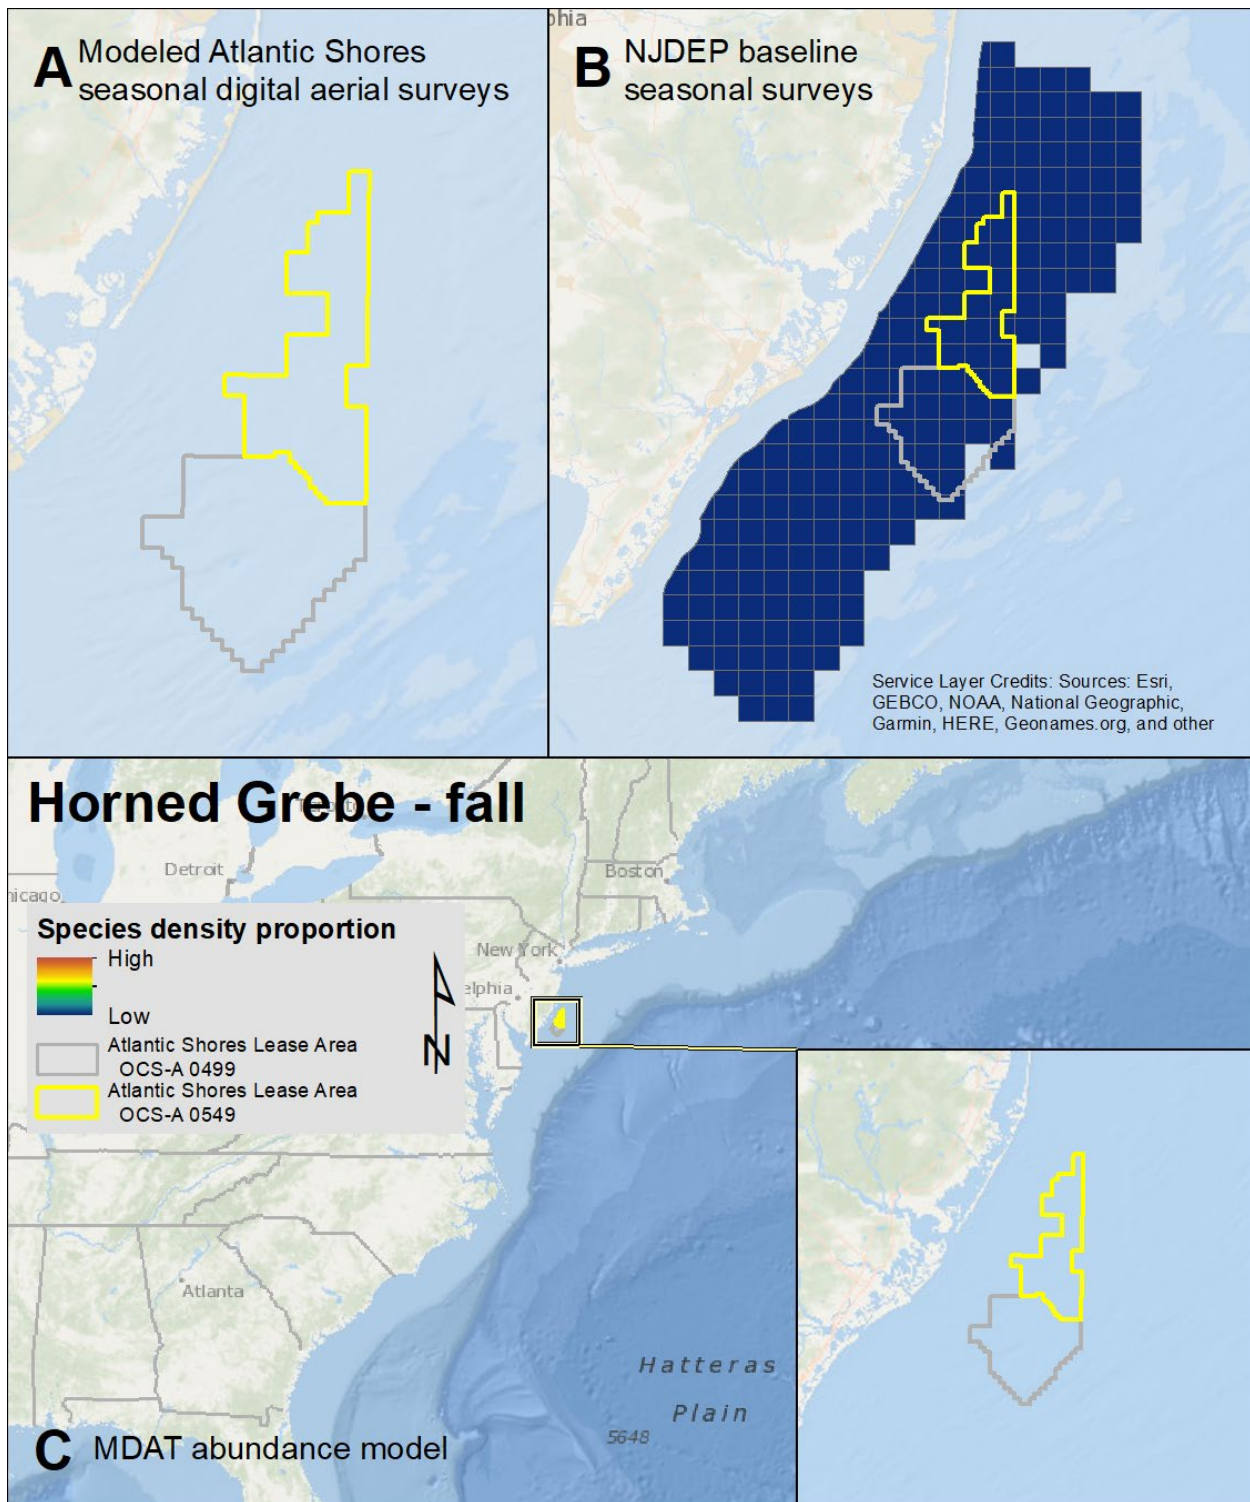 phia
A Modeled Atlantic Shores
seasonal digital aerial surveys
B NJDEP baseline
seasonal surveys
Service Layer Credits: Sources: Esri,
GEBCO, NOAA, National Geographic,
Garmin, HERE, Geonames.org, and other
Horned Grebe - fall
Detroit
Boston
hicago
Species density proportion
High
Low
Atlantic Shores Lease Area
OCS-A 0499
Atlantic Shores Lease Area
OCS-A 0549
N
New York
elphia
Atlanta
Hatteras
Plain
5648
C MDAT abundance model